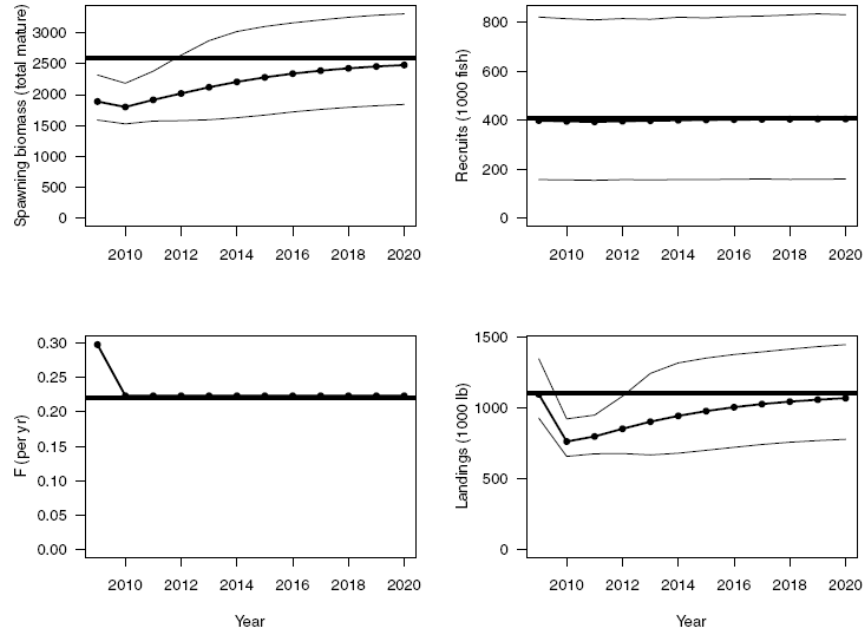 Spawning biomass (total mature)
3000
2500
2000
1500
1000
500
0
2010 2012 2014 2016 2018 2020
Recruits (1000 fish)
800
600
400
200
0
2010 2012 2014 2016 2018 2020
F (per yr)
0.30
0.25
0.20
0.15
0.10
0.05
0.00
2010 2012 2014 2016 2018 2020
Year
Landings (1000 lb)
1500
1000
500
0
2010 2012 2014 2016 2018 2020
Year